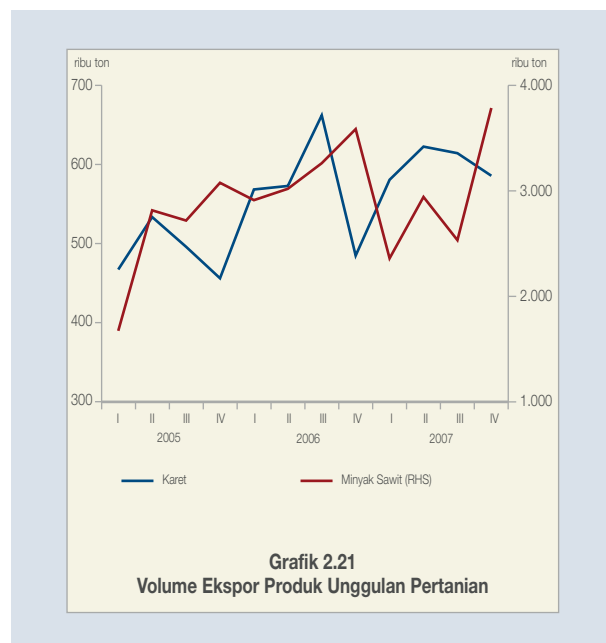 ribu ton
ribu ton
700
4.000
600
3.000
500
2.000
400
300
1.000
I II III IV I II III IV I II III IV
2005 2006 2007
Karet Minyak Sawit (RHS)
Grafik 2.21
Volume Ekspor Produk Unggulan Pertanian